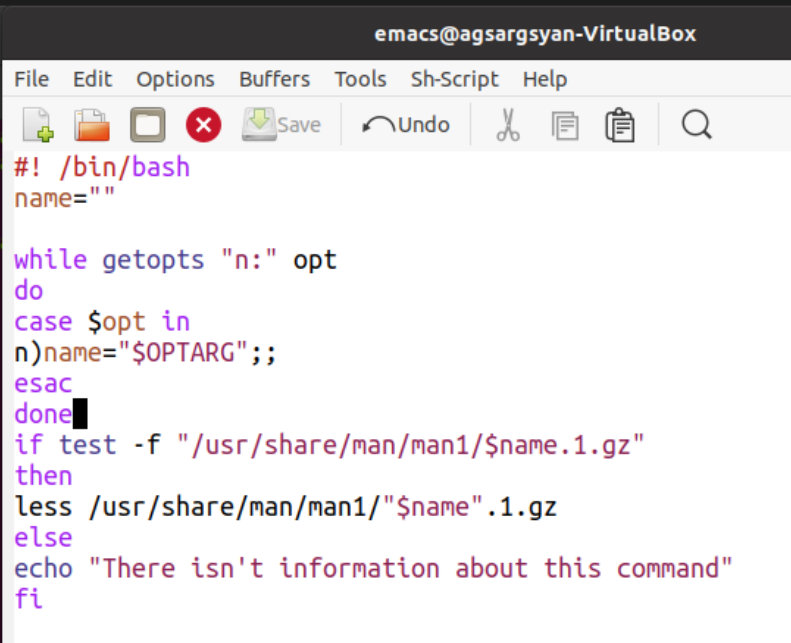 emacs@agsargsyan-VirtualBox
File Edit Options Buffers Tools Sh-Script Help
Save Undo
#! /bin/bash
name=""
while getopts "n:" opt
do
case $opt in
n)name="$OPTARG";;
esac
done
if test -f "/usr/share/man/man1/$name.1.gz"
then
less /usr/share/man/man1/"$name".1.gz
else
echo "There isn't information about this command"
fi